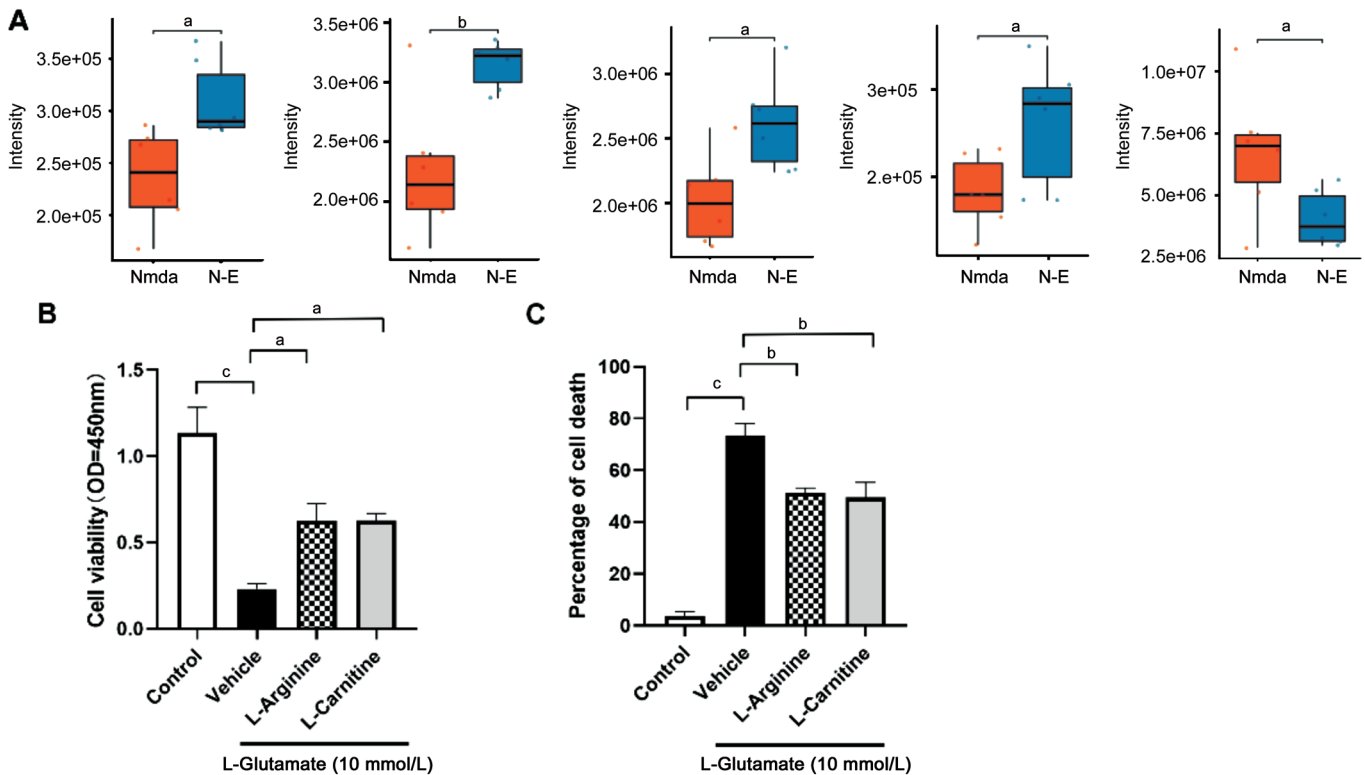 A
Intensity
3.5e+05
3.0e+05
2.5e+05
2.0e+05
a
Nmda N-E
Intensity
3.5e+06
3.0e+06
2.5e+06
2.0e+06
b
Nmda N-E
Intensity
3.0e+06
2.5e+06
2.0e+06
a
Nmda N-E
Intensity
3e+05
2e+05
a
Nmda N-E
Intensity
1.0e+07
7.5e+06
5.0e+06
2.5e+06
a
Nmda N-E
B
Cell viability (OD=450nm)
1.5
1.0
0.5
0.0
a
a
c
Control
Vehicle
L-Arginine
L-Carnitine
L-Glutamate (10 mmol/L)
C
Percentage of cell death
100
80
60
40
20
0
b
b
c
Control
Vehicle
L-Arginine
L-Carnitine
L-Glutamate (10 mmol/L)